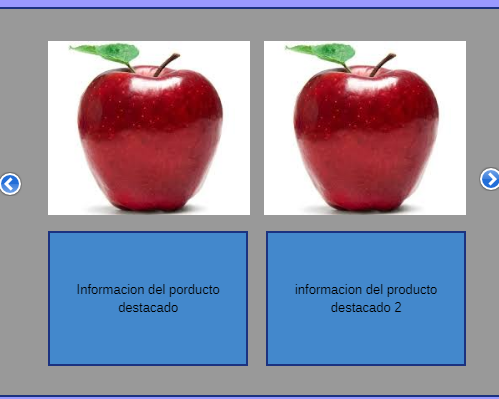 Informacion del porducto
destacado
informacion del producto
destacado 2